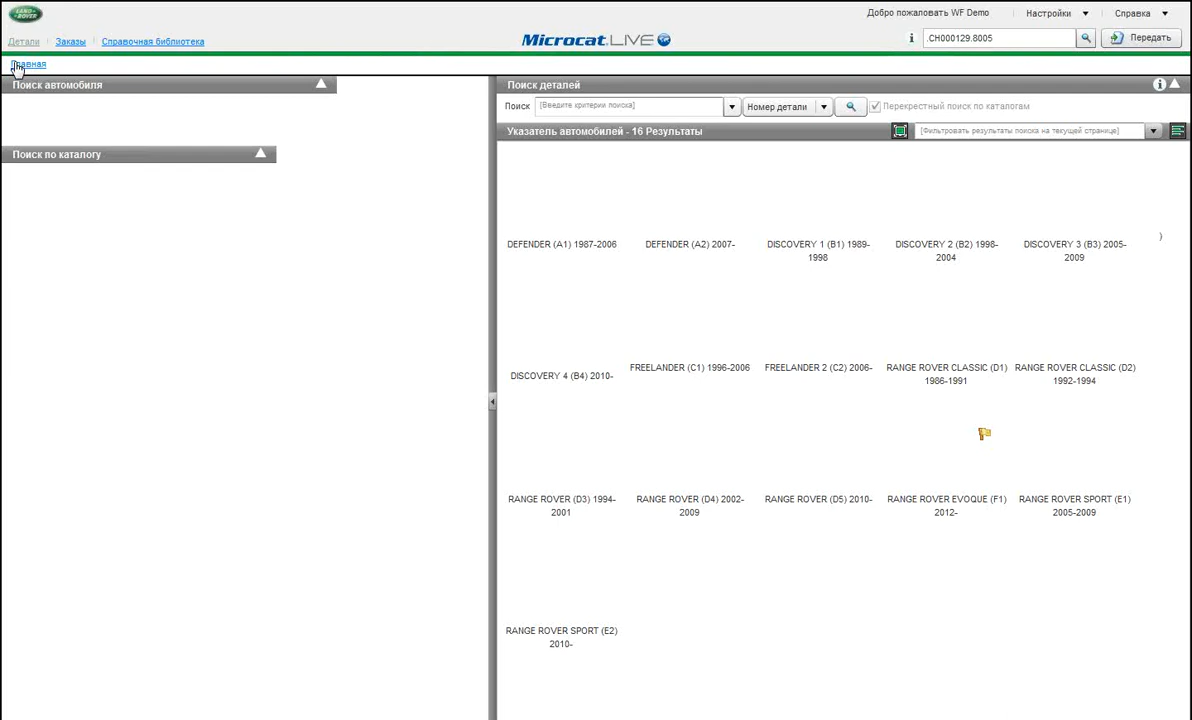 LAND ROVER
Добро пожаловать WF Demo
Настройки
Справка
Детали
Заказы
Справочная библиотека
Microcat.LIVE
.CH000129.8005
Передать
Главная
Поиск автомобиля
Поиск деталей
Поиск
[Введите критерии поиска]
Номер детали
Перекрестный поиск по каталогам
Указатель автомобилей - 16 Результаты
[Фильтровать результаты поиска на текущей странице]
Поиск по каталогу
DEFENDER (A1) 1987-2006
DEFENDER (A2) 2007-
DISCOVERY 1 (B1) 1989-
1998
DISCOVERY 2 (B2) 1998-
2004
DISCOVERY 3 (B3) 2005-
2009
)
DISCOVERY 4 (B4) 2010-
FREELANDER (C1) 1996-2006
FREELANDER 2 (C2) 2006-
RANGE ROVER CLASSIC (D1)
1986-1991
RANGE ROVER CLASSIC (D2)
1992-1994
RANGE ROVER (D3) 1994-
2001
RANGE ROVER (D4) 2002-
2009
RANGE ROVER (D5) 2010-
RANGE ROVER EVOQUE (F1)
2012-
RANGE ROVER SPORT (E1)
2005-2009
RANGE ROVER SPORT (E2)
2010-